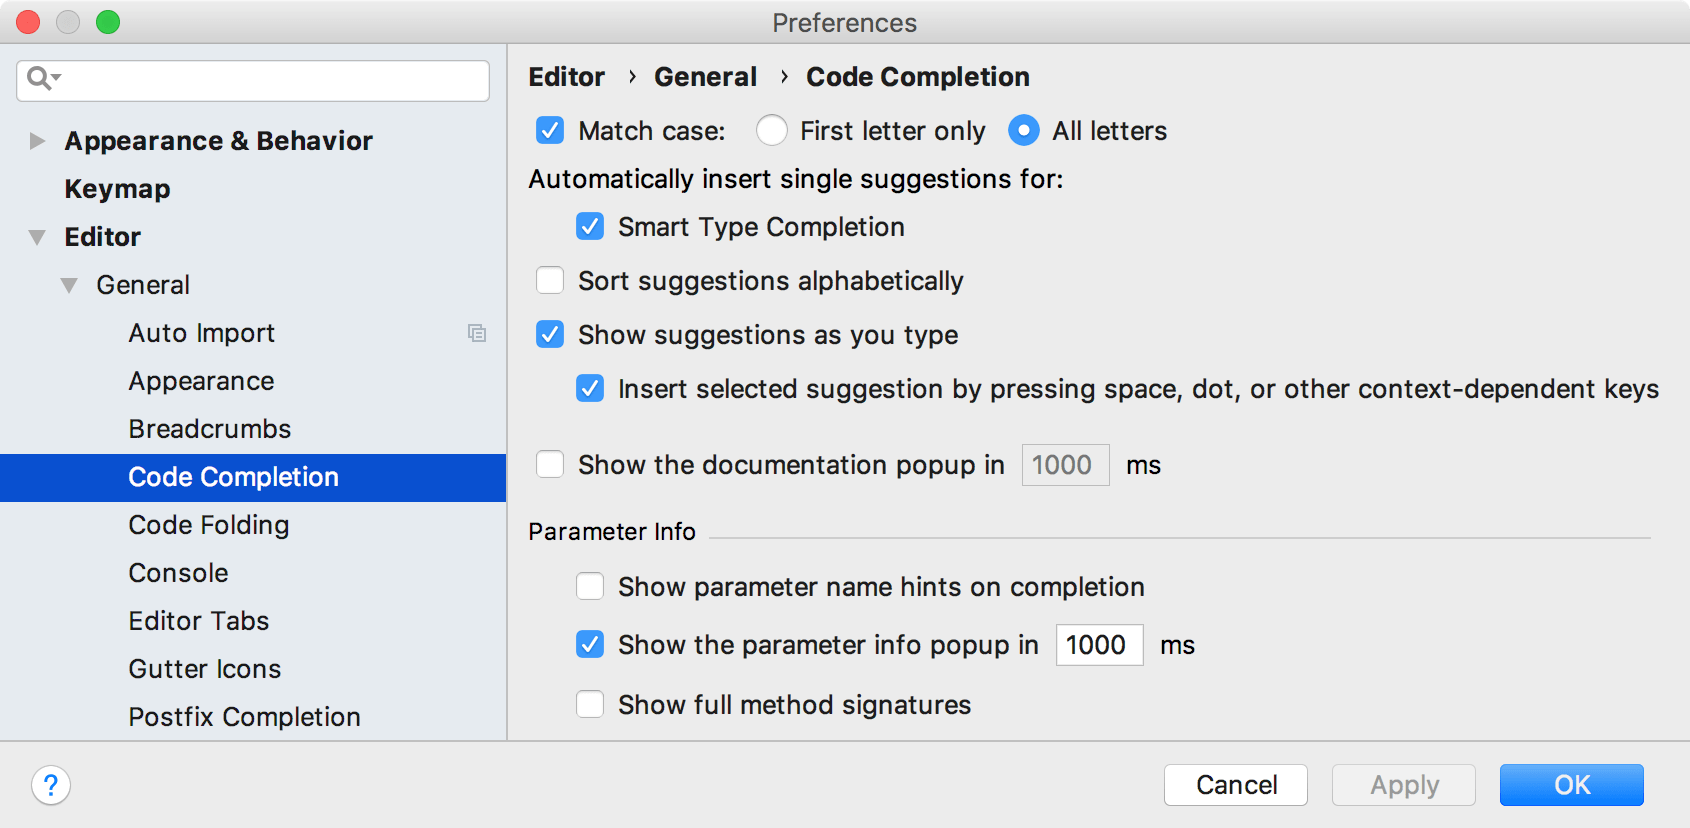 Preferences
Appearance & Behavior
Keymap
Editor
General
Auto Import
Appearance
Breadcrumbs
Code Completion
Code Folding
Console
Editor Tabs
Gutter Icons
Postfix Completion
Editor › General › Code Completion
Match case: First letter only All letters
Automatically insert single suggestions for:
Smart Type Completion
Sort suggestions alphabetically
Show suggestions as you type
Insert selected suggestion by pressing space, dot, or other context-dependent keys
Show the documentation popup in 1000 ms
Parameter Info
Show parameter name hints on completion
Show the parameter info popup in 1000 ms
Show full method signatures
? Cancel Apply OK